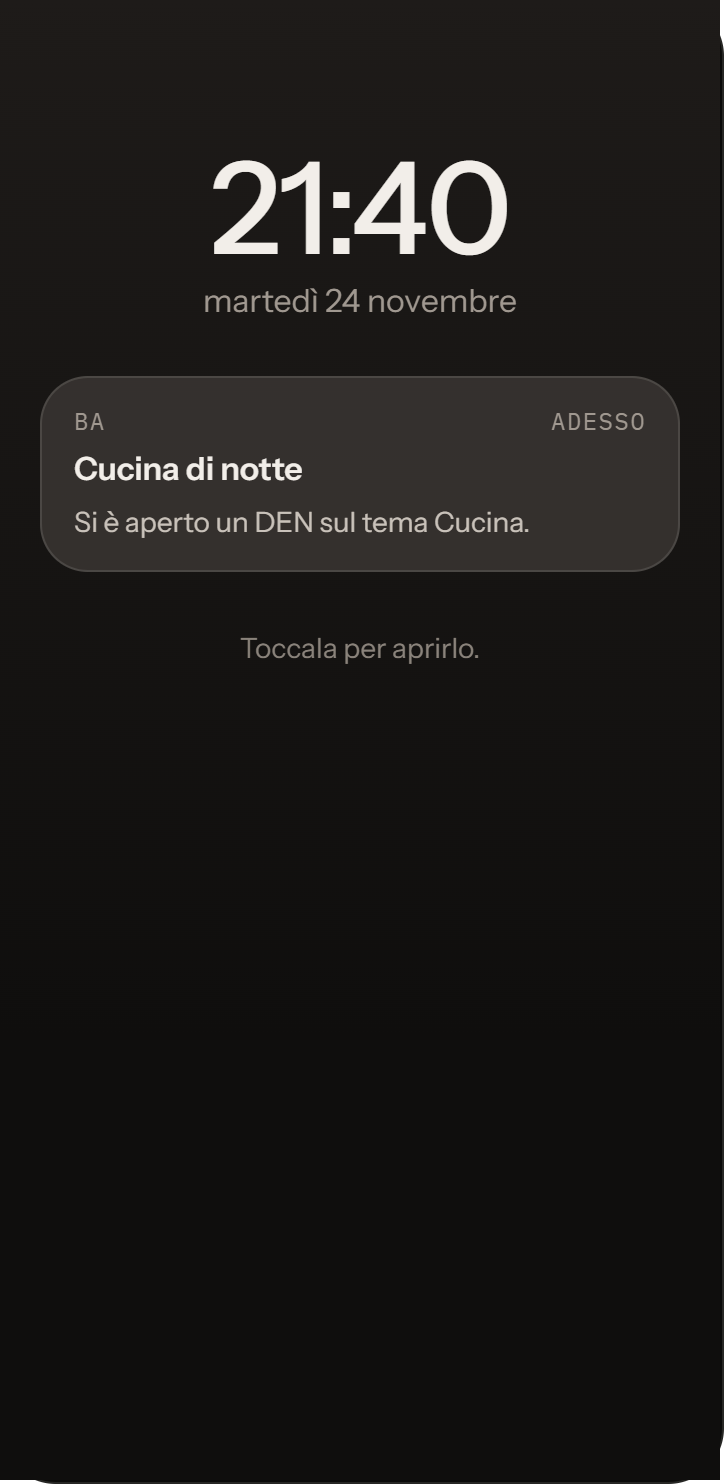 21:40
martedì 24 novembre
BA ADESSO
Cucina di notte
Si è aperto un DEN sul tema Cucina.
Toccala per aprirlo.